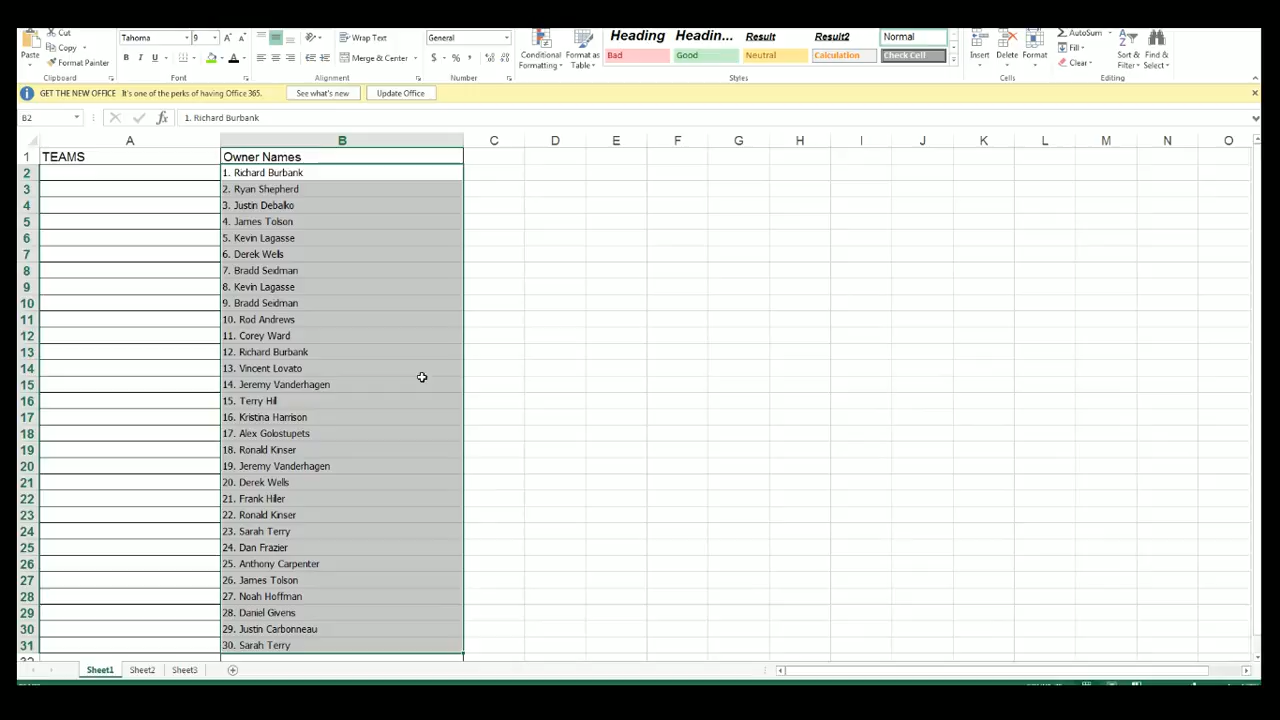 Cut
Copy
Paste
Format Painter
Clipboard
Tahoma 9 A A
Font
Wrap Text
Merge & Center
Alignment
General
$ % ,
Number
Conditional Formatting
Format as Table
Heading Headin... Result Result2 Normal
Bad Good Neutral Calculation Check Cell
Styles
Insert Delete Format
Cells
AutoSum
Fill
Clear
Sort & Filter
Find & Select
Editing
GET THE NEW OFFICE It's one of the perks of having Office 365. See what's new Update Office
B2 fx 1. Richard Burbank
A B C D E F G H I J K L M N O
1 TEAMS Owner Names
2 1. Richard Burbank
3 2. Ryan Shepherd
4 3. Justin Debalko
5 4. James Tolson
6 5. Kevin Lagasse
7 6. Derek Wells
8 7. Bradd Seidman
9 8. Kevin Lagasse
10 9. Bradd Seidman
11 10. Rod Andrews
12 11. Corey Ward
13 12. Richard Burbank
14 13. Vincent Lovato
15 14. Jeremy Vanderhagen
16 15. Terry Hill
17 16. Kristina Harrison
18 17. Alex Golostupets
19 18. Ronald Kinser
20 19. Jeremy Vanderhagen
21 20. Derek Wells
22 21. Frank Hiler
23 22. Ronald Kinser
24 23. Sarah Terry
25 24. Dan Frazier
26 25. Anthony Carpenter
27 26. James Tolson
28 27. Noah Hoffman
29 28. Daniel Givens
30 29. Justin Carbonneau
31 30. Sarah Terry
Sheet1 Sheet2 Sheet3